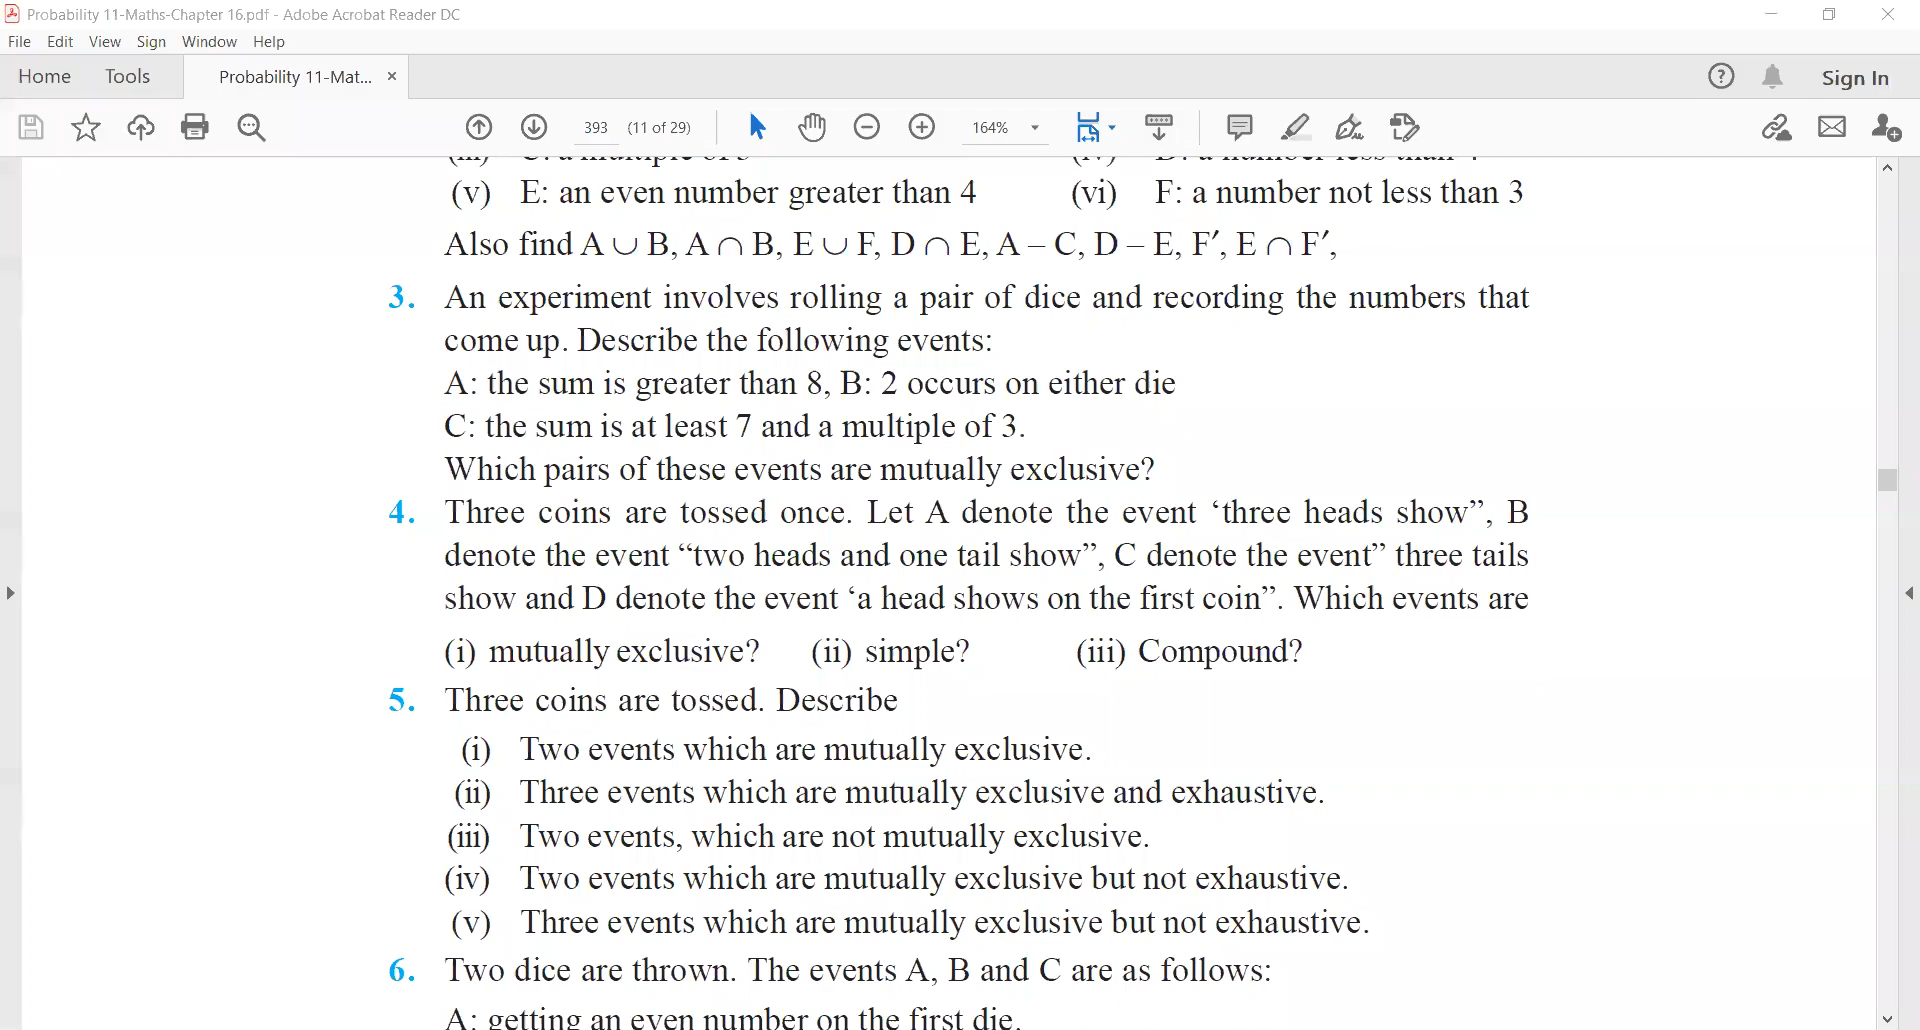 Probability 11-Maths-Chapter 16.pdf - Adobe Acrobat Reader DC
File Edit View Sign Window Help
Home Tools Probability 11-Mat... × Sign In
393 (11 of 29) 164%
(v) E: an even number greater than 4 (vi) F: a number not less than 3
Also find A ∪ B, A ∩ B, E ∪ F, D ∩ E, A – C, D – E, F′, E ∩ F′,
3. An experiment involves rolling a pair of dice and recording the numbers that
come up. Describe the following events:
A: the sum is greater than 8, B: 2 occurs on either die
C: the sum is at least 7 and a multiple of 3.
Which pairs of these events are mutually exclusive?
4. Three coins are tossed once. Let A denote the event ‘three heads show”, B
denote the event “two heads and one tail show”, C denote the event” three tails
show and D denote the event ‘a head shows on the first coin”. Which events are
(i) mutually exclusive? (ii) simple? (iii) Compound?
5. Three coins are tossed. Describe
(i) Two events which are mutually exclusive.
(ii) Three events which are mutually exclusive and exhaustive.
(iii) Two events, which are not mutually exclusive.
(iv) Two events which are mutually exclusive but not exhaustive.
(v) Three events which are mutually exclusive but not exhaustive.
6. Two dice are thrown. The events A, B and C are as follows:
A: getting an even number on the first die.